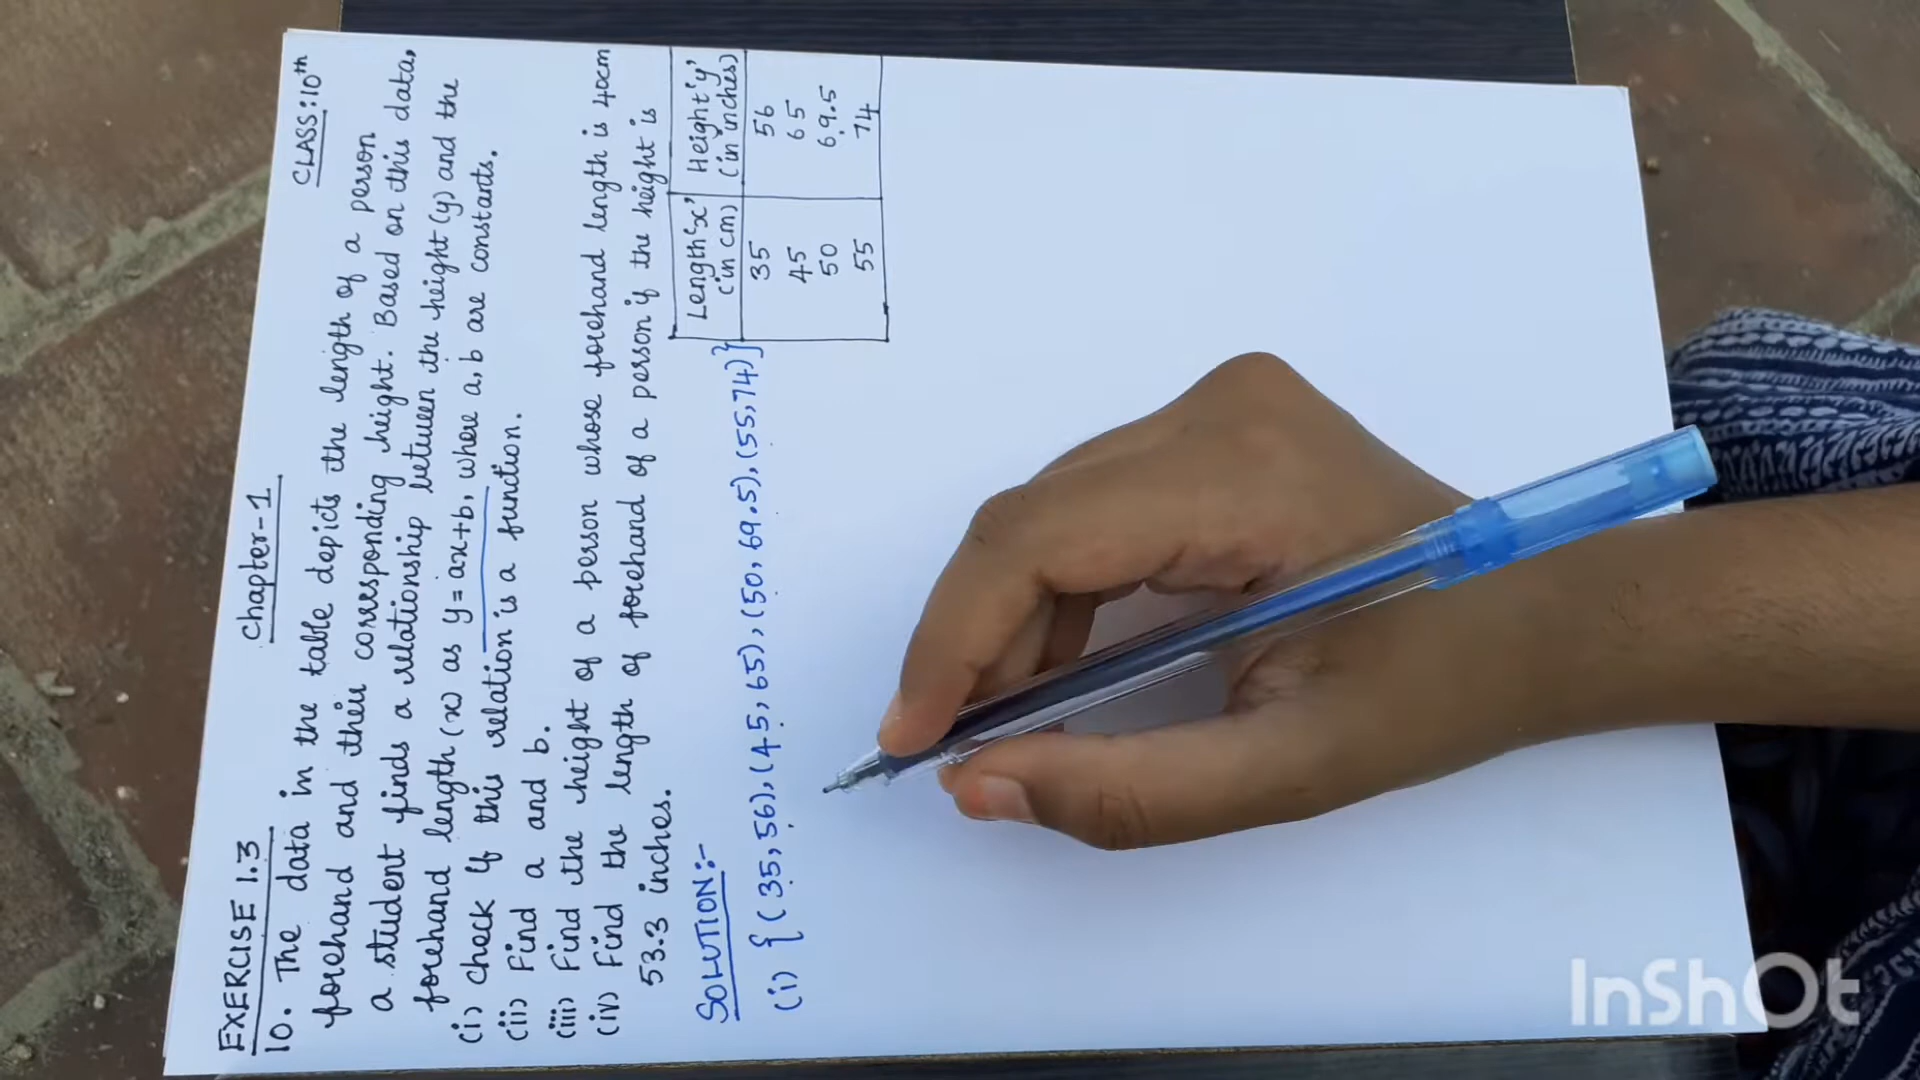 Chapter-1
CLASS:10th
EXERCISE 1.3
10. The data in the table depicts the length of a person
forehand and their corresponding height. Based on this data,
a student finds a relationship between the height (y) and the
forehand length (x) as y = ax+b, where a, b are constants.
(i) check if this relation is a function.
(ii) Find a and b.
(iii) Find the height of a person whose forehand length is 40cm
(iv) Find the length of forehand of a person if the height is
53.3 inches.
Length 'x' Height 'y'
(in cm) (in inches)
35 56
45 65
50 69.5
55 74
SOLUTION:-
(i) {(35,56),(45,65),(50,69.5),(55,74)}
InShOt